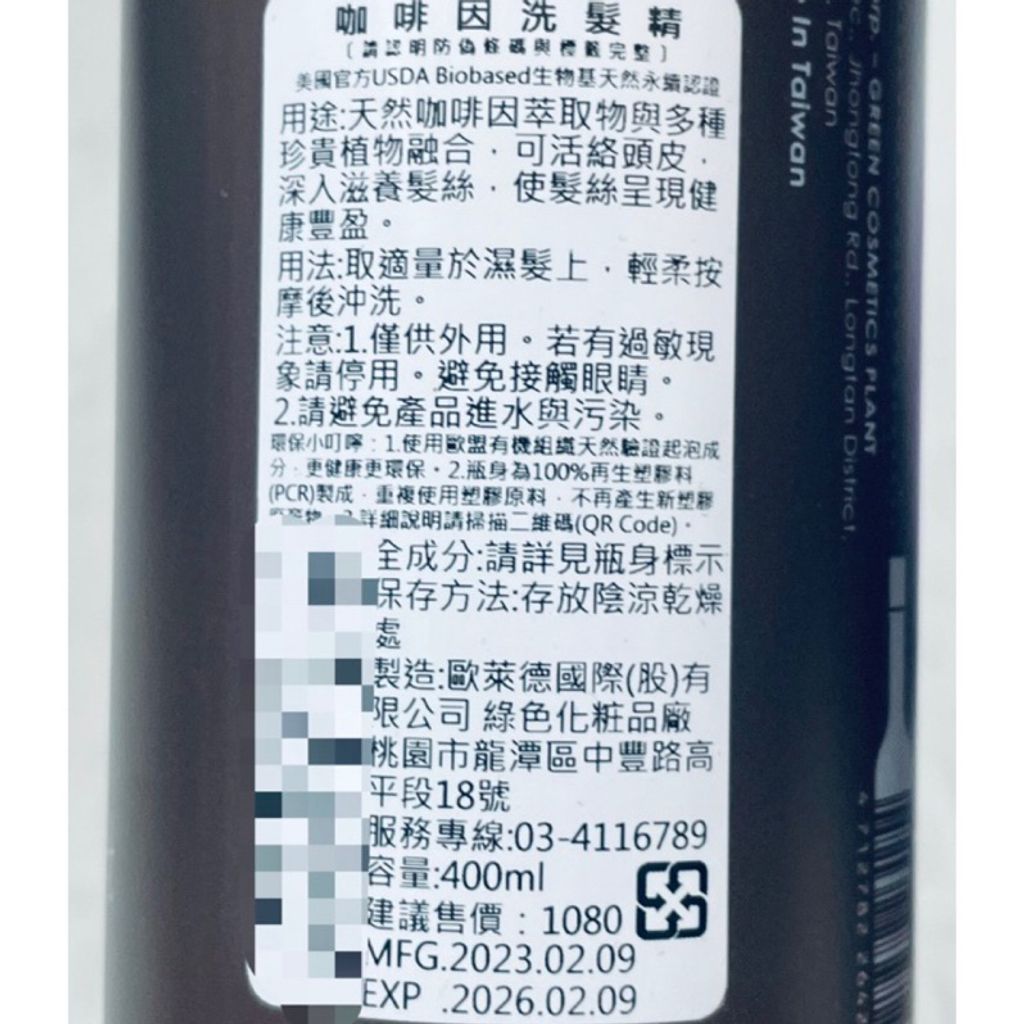 咖啡因洗髮精
(請認明防偽條碼與標籤完整)
美國官方USDA Biobased生物基天然永續認證
用途:天然咖啡因萃取物與多種
珍貴植物融合，可活絡頭皮，
深入滋養髮絲，使髮絲呈現健
康豐盈。
用法:取適量於濕髮上，輕柔按
摩後沖洗。
注意:1.僅供外用。若有過敏現
象請停用。避免接觸眼睛。
2.請避免產品進水與污染。
環保小叮嚀：1.使用歐盟有機組織天然驗證起泡成
分，更健康更環保。2.瓶身為100%再生塑膠料
(PCR)製成，重複使用塑膠原料，不再產生新塑膠
詳細說明請掃描二維碼(QR Code)。
全成分:請詳見瓶身標示
保存方法:存放陰涼乾燥
處
製造:歐萊德國際(股)有
限公司 綠色化粧品廠
桃園市龍潭區中豐路高
平段18號
服務專線:03-4116789
容量:400ml
建議售價：1080
MFG.2023.02.09
EXP .2026.02.09
orp. - GREEN COSMETICS PLANT
Jhongfong Rd., Longtan District,
Taiwan
In Taiwan